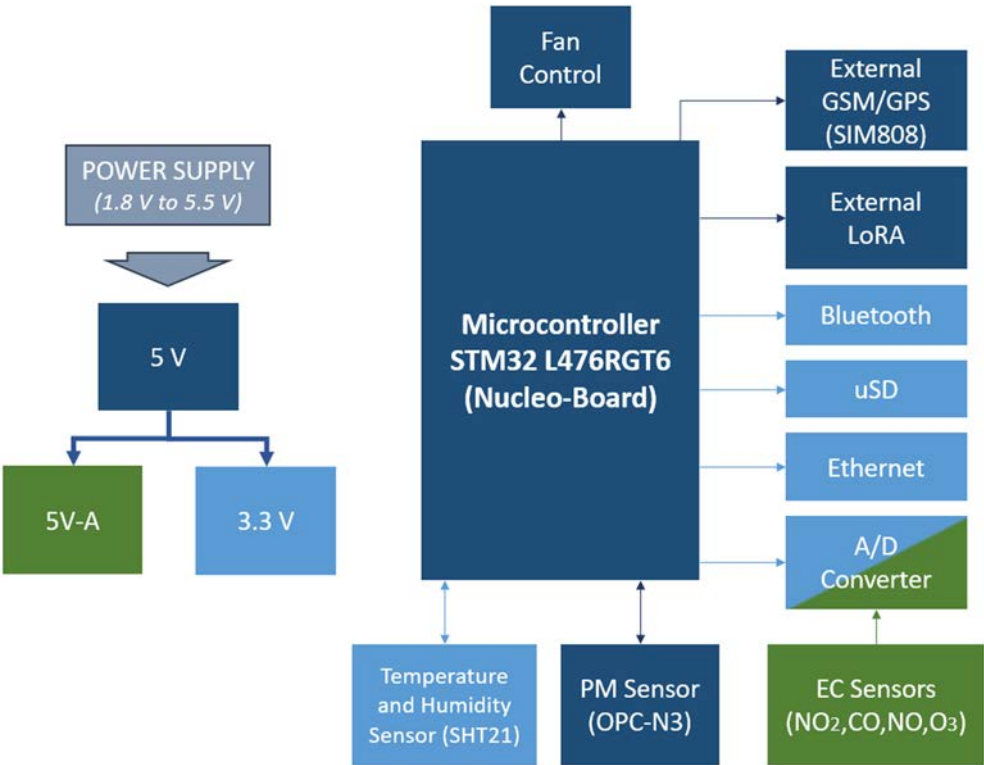 Fan
Control
External
GSM/GPS
(SIM808)
POWER SUPPLY
(1.8 V to 5.5 V)
External
LoRA
5 V
Microcontroller
STM32 L476RGT6
(Nucleo-Board)
Bluetooth
uSD
Ethernet
5V-A
3.3 V
A/D
Converter
Temperature
and Humidity
Sensor (SHT21)
PM Sensor
(OPC-N3)
EC Sensors
(NO2,CO,NO,O3)